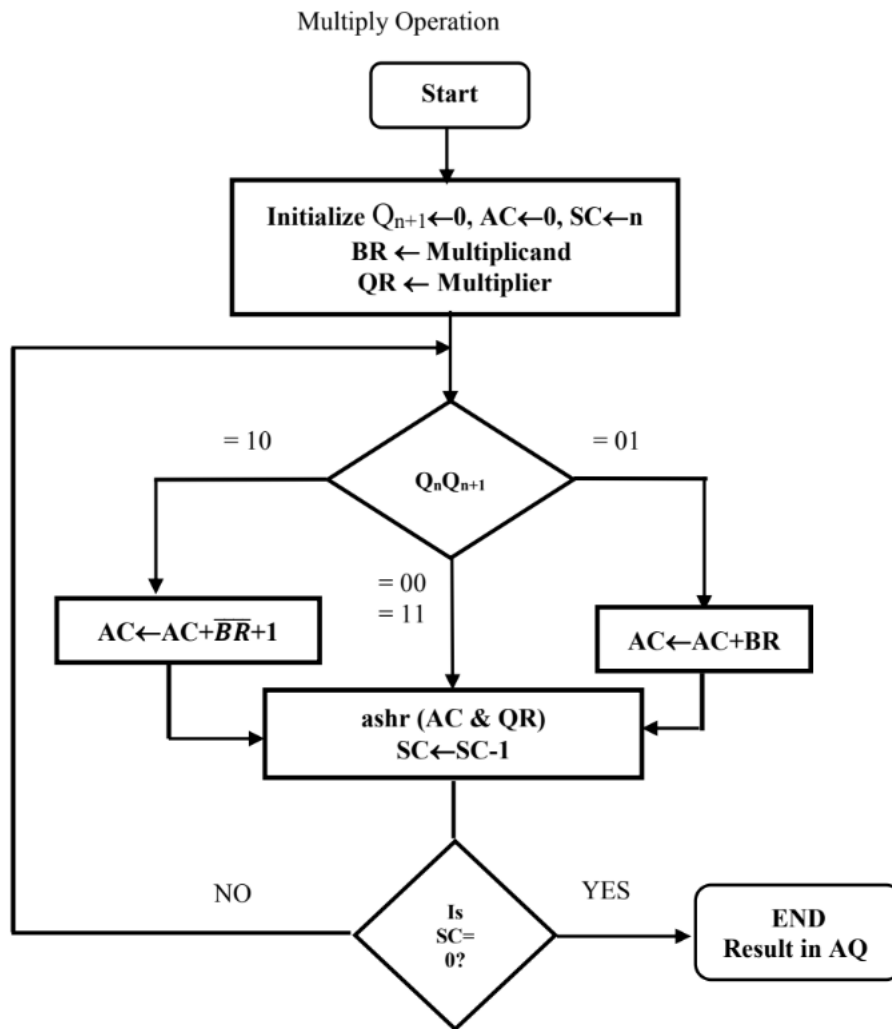 Multiply Operation
Start
Initialize Qn+1←0, AC←0, SC←n
BR ← Multiplicand
QR ← Multiplier
= 10
= 01
QnQn+1
= 00
= 11
AC←AC+B̅R̅+1
AC←AC+BR
ashr (AC & QR)
SC←SC-1
NO
YES
Is
SC=
0?
END
Result in AQ